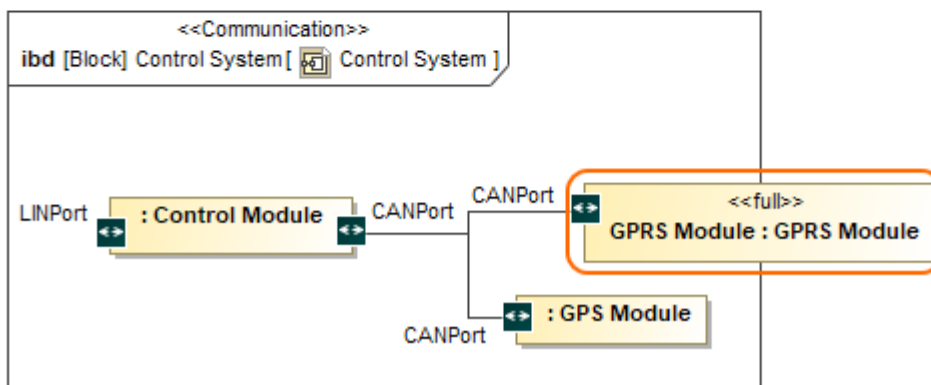 <<Communication>>
ibd [Block] Control System [ Control System ]
LINPort
: Control Module
CANPort
CANPort
<<full>>
GPRS Module : GPRS Module
: GPS Module
CANPort